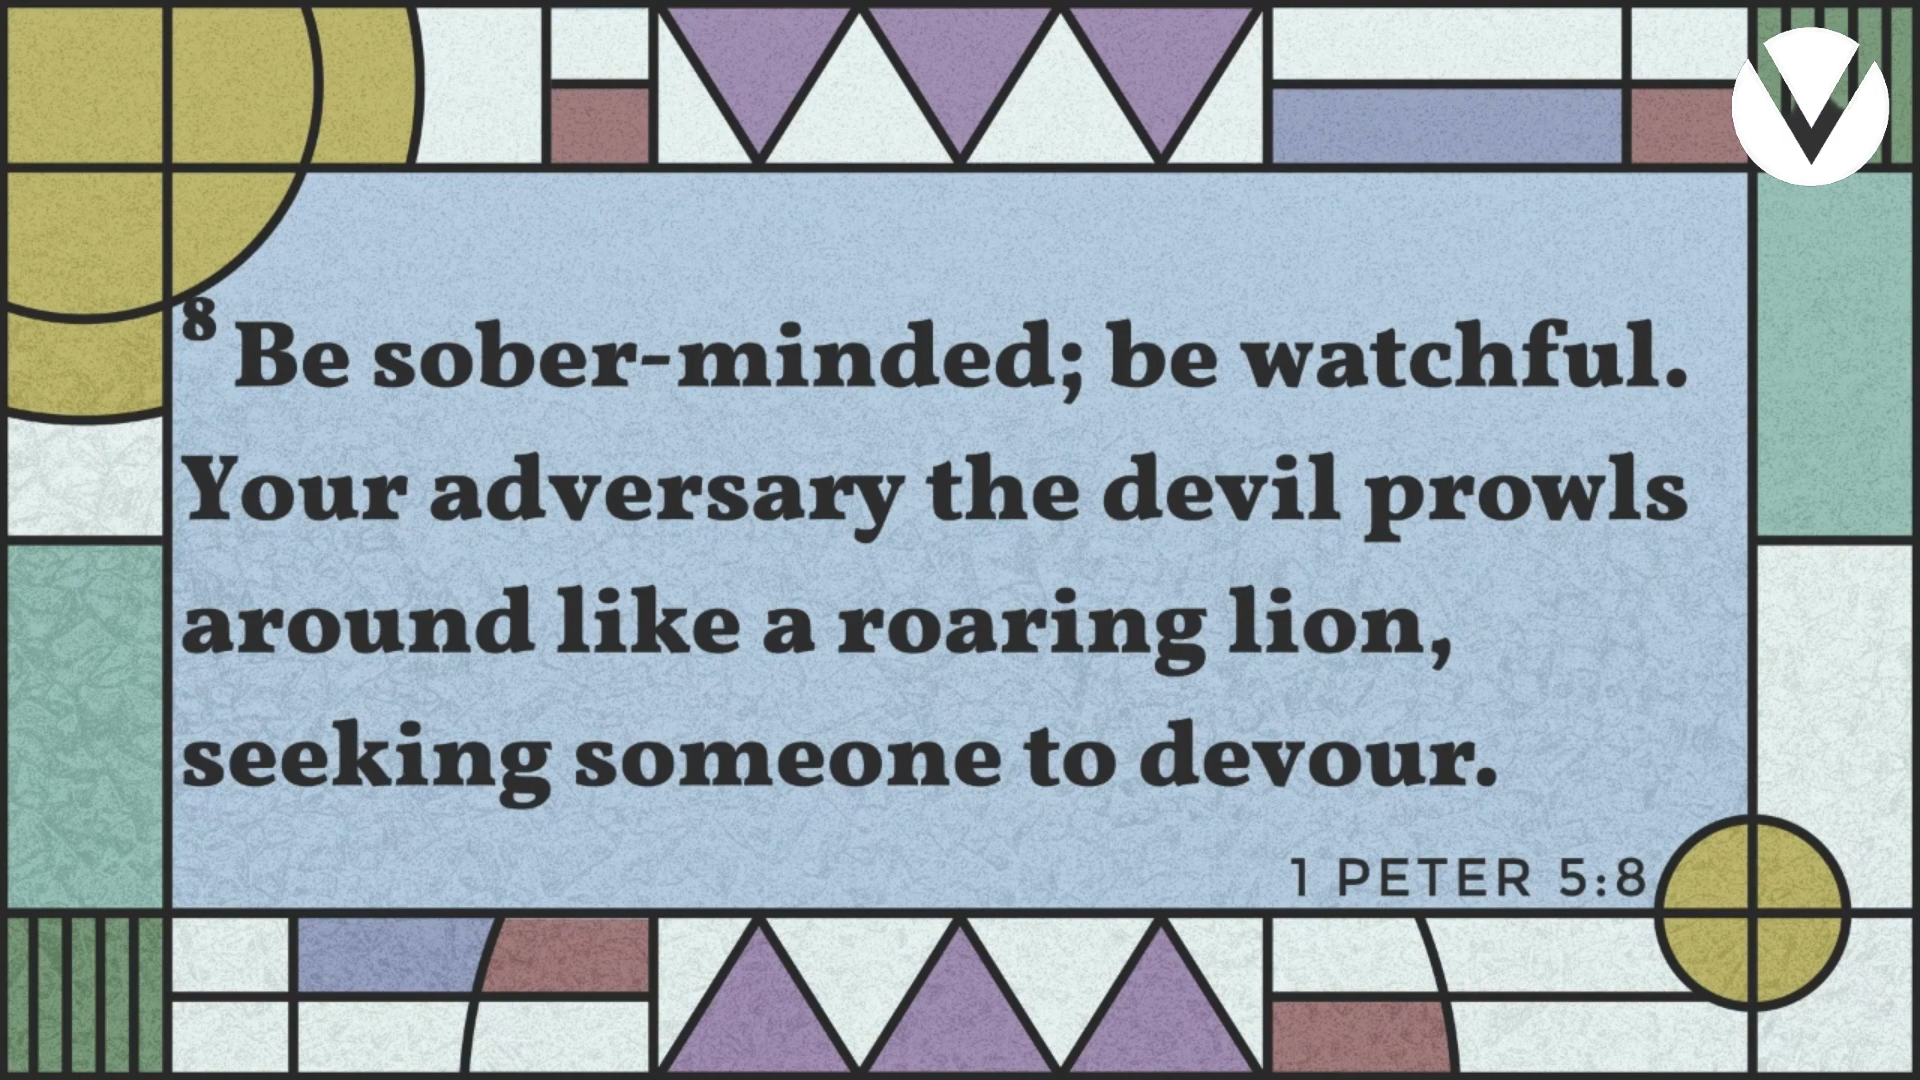 8 Be sober-minded; be watchful.
Your adversary the devil prowls
around like a roaring lion,
seeking someone to devour.
1 PETER 5:8